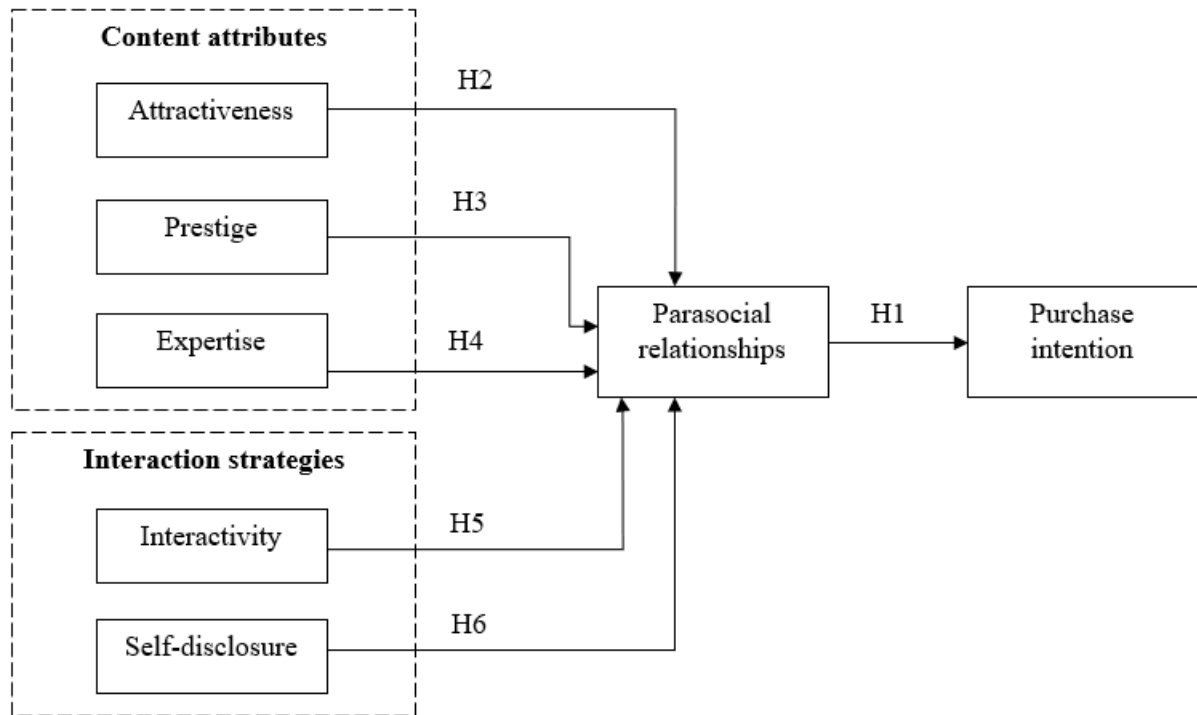 Content attributes
Attractiveness
H2
Prestige
H3
Expertise
H4
Parasocial
relationships
H1
Purchase
intention
Interaction strategies
Interactivity
H5
Self-disclosure
H6